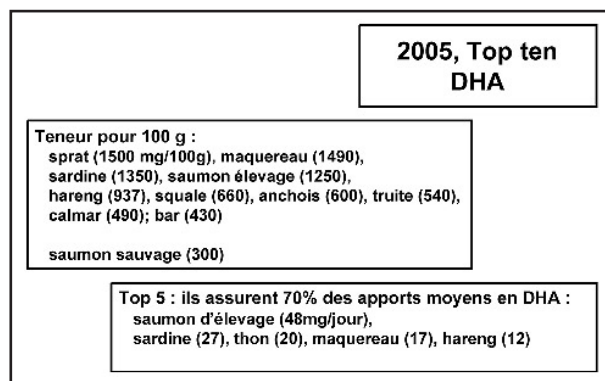 2005, Top ten
DHA
Teneur pour 100 g :
sprat (1500 mg/100g), maquereau (1490),
sardine (1350), saumon élevage (1250),
hareng (937), squale (660), anchois (600), truite (540),
calmar (490); bar (430)
saumon sauvage (300)
Top 5 : ils assurent 70% des apports moyens en DHA :
saumon d'élevage (48mg/jour),
sardine (27), thon (20), maquereau (17), hareng (12)